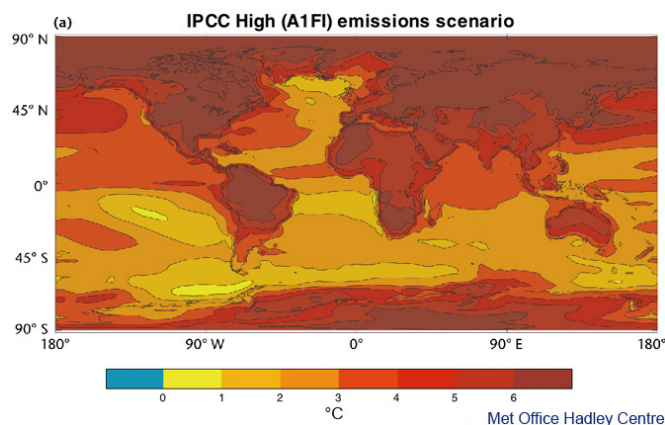 (a) IPCC High (A1FI) emissions scenario
90° N
45° N
0°
45° S
90° S
180° 90° W 0° 90° E 180°
0 1 2 3 4 5 6
°C
Met Office Hadley Centre